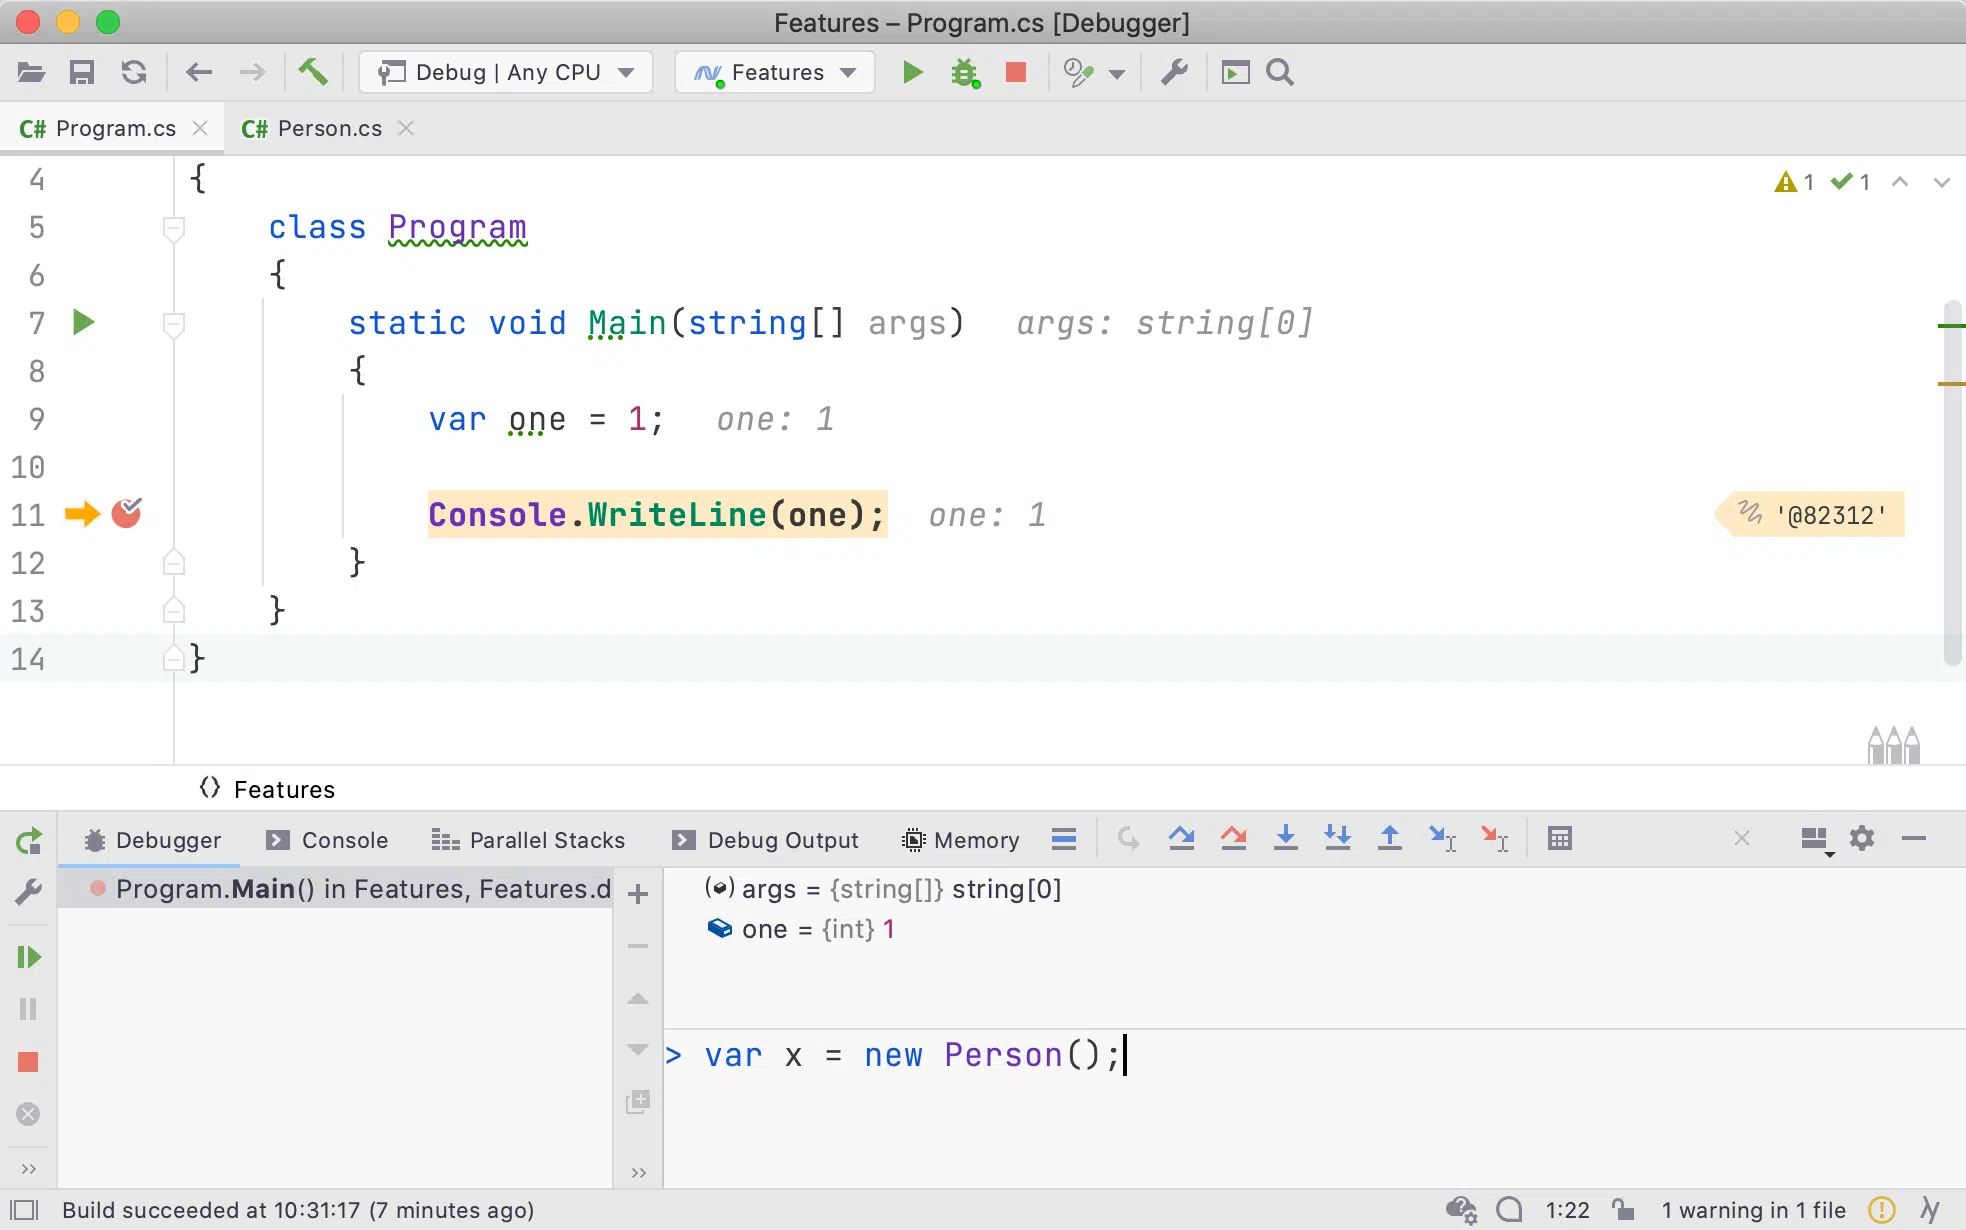 Features – Program.cs [Debugger]
Debug | Any CPU
Features
C# Program.cs
C# Person.cs
4 {
1 1
5 class Program
6 {
7 static void Main(string[] args) args: string[0]
8 {
9 var one = 1; one: 1
10
11 Console.WriteLine(one); one: 1 '@82312'
12 }
13 }
14 }
Features
Debugger Console Parallel Stacks Debug Output Memory
Program.Main() in Features, Features.d
args = {string[]} string[0]
one = {int} 1
> var x = new Person();
Build succeeded at 10:31:17 (7 minutes ago)
1:22
1 warning in 1 file